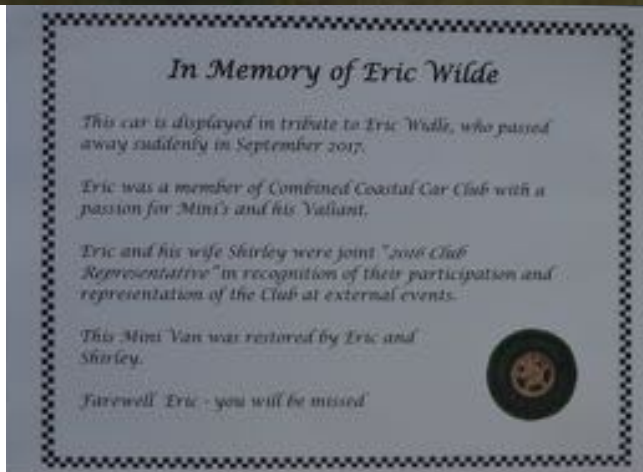 In Memory of Eric Wilde
This car is displayed in tribute to Eric Widle, who passed
away suddenly in September 2017.
Eric was a member of Combined Coastal Car Club with a
passion for Mini's and his Valiant.
Eric and his wife Shirley were joint "2016 Club
Representative" in recognition of their participation and
representation of the Club at external events.
This Mini Van was restored by Eric and
Shirley.
Farewell Eric - you will be missed